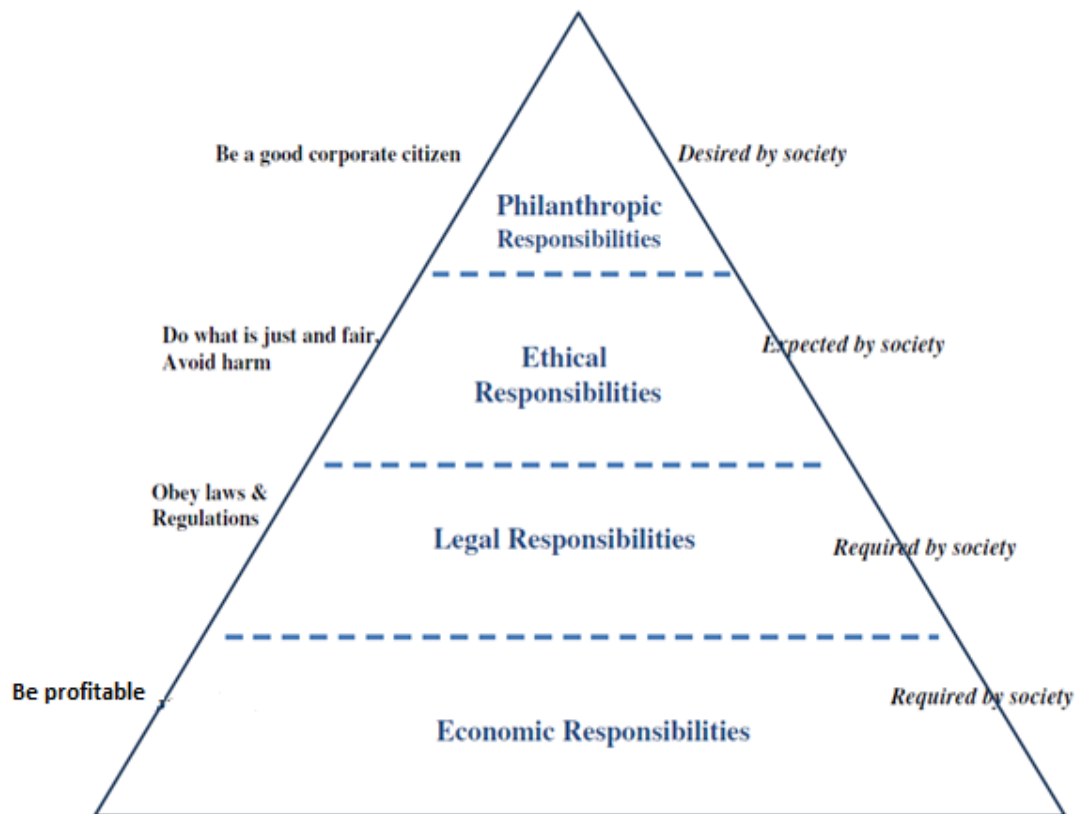 Be a good corporate citizen
Desired by society
Philanthropic
Responsibilities
Do what is just and fair,
Avoid harm
Expected by society
Ethical
Responsibilities
Obey laws &
Regulations
Legal Responsibilities
Required by society
Be profitable
Required by society
Economic Responsibilities